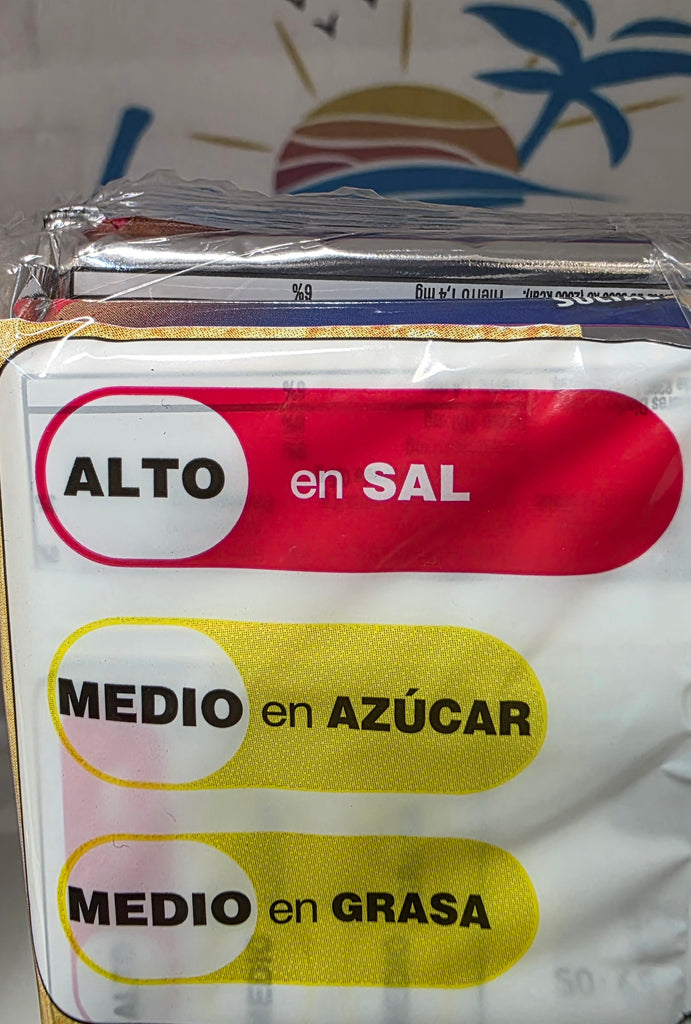 6%
Hierro 1,4 mg
ALTO en SAL
MEDIO en AZÚCAR
MEDIO en GRASA